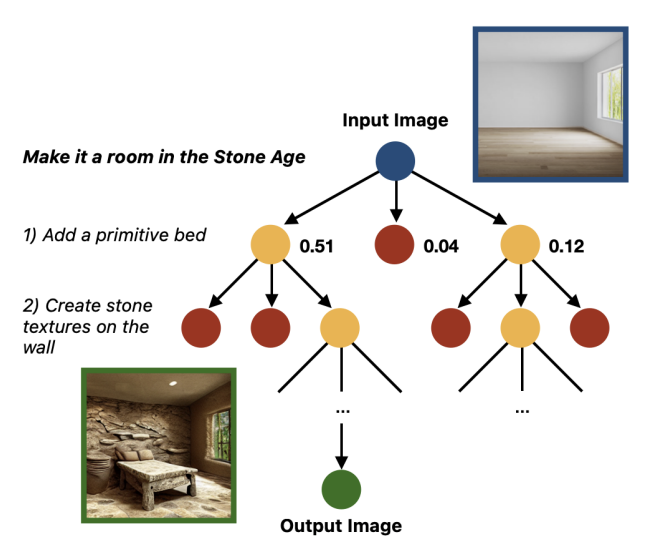 Input Image
Make it a room in the Stone Age
1) Add a primitive bed
0.51
0.04
0.12
2) Create stone
textures on the
wall
...
...
Output Image